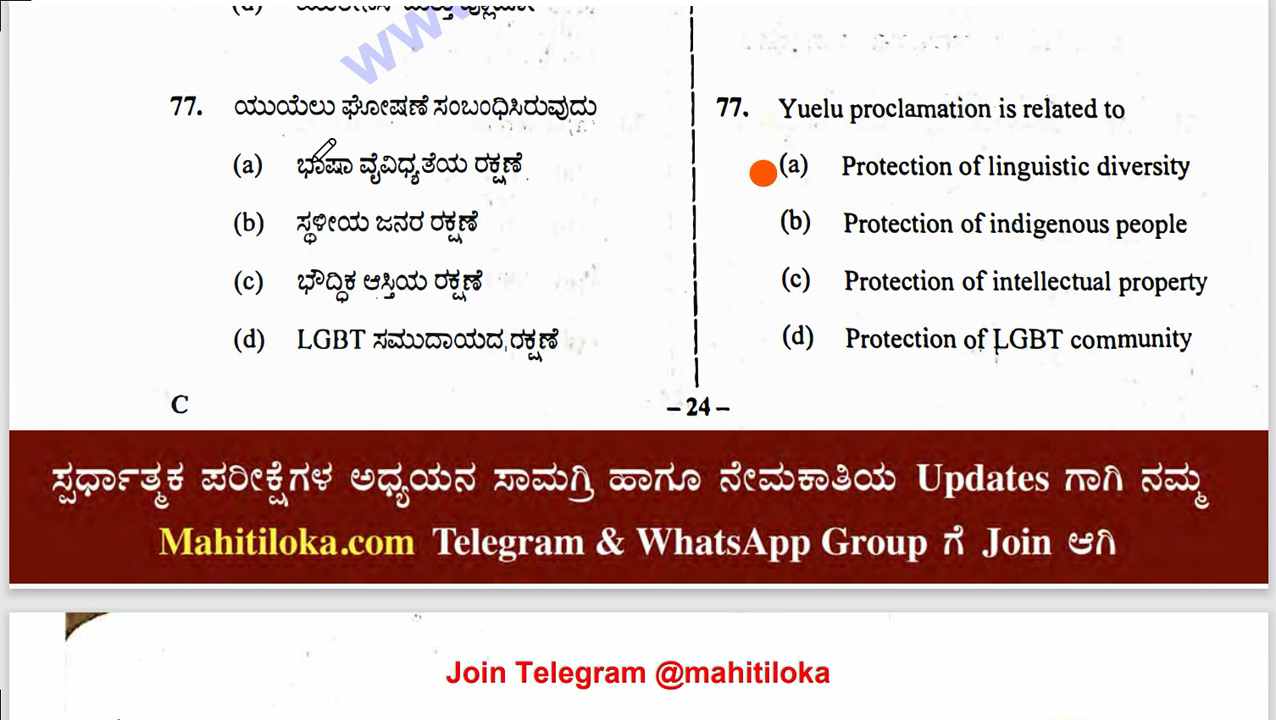 77. ಯುಯೆಲು ಘೋಷಣೆ ಸಂಬಂಧಿಸಿರುವುದು
(a) ಭಾಷಾ ವೈವಿಧ್ಯತೆಯ ರಕ್ಷಣೆ
(b) ಸ್ಥಳೀಯ ಜನರ ರಕ್ಷಣೆ
(c) ಭೌದ್ಧಿಕ ಆಸ್ತಿಯ ರಕ್ಷಣೆ
(d) LGBT ಸಮುದಾಯದ ರಕ್ಷಣೆ
77. Yuelu proclamation is related to
(a) Protection of linguistic diversity
(b) Protection of indigenous people
(c) Protection of intellectual property
(d) Protection of LGBT community
C
– 24 –
ಸ್ಪರ್ಧಾತ್ಮಕ ಪರೀಕ್ಷೆಗಳ ಅಧ್ಯಯನ ಸಾಮಗ್ರಿ ಹಾಗೂ ನೇಮಕಾತಿಯ Updates ಗಾಗಿ ನಮ್ಮ
Mahitiloka.com Telegram & WhatsApp Group ಗೆ Join ಆಗಿ
Join Telegram @mahitiloka